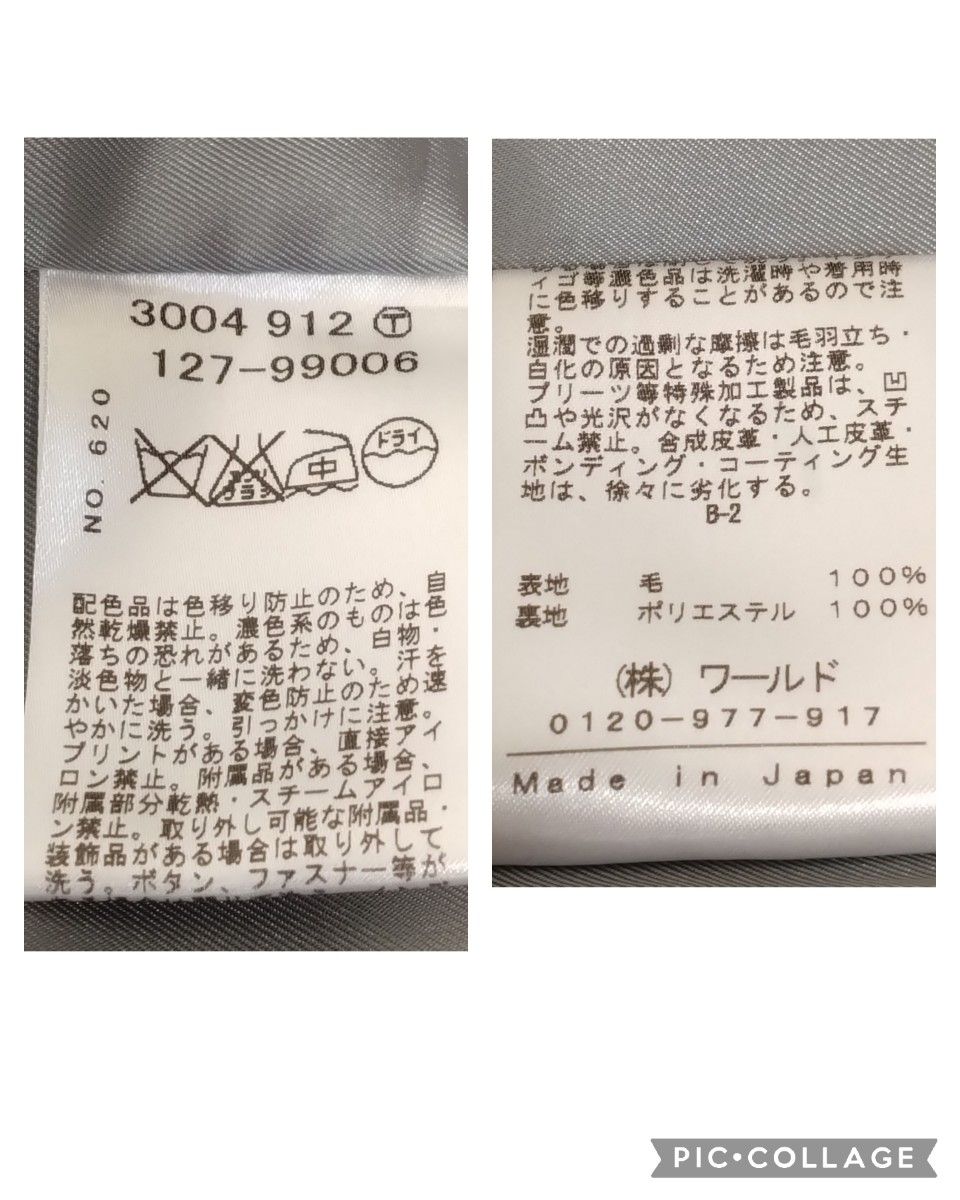 3004 912 Ⓣ
127-99006
NO. 620
エンソ
サラシ
中
ドライ
配色品は色移り防止のため、自
然乾燥禁止。濃色系のものは色
落ちの恐れがあるため、白物・
淡色物と一緒に洗わない。汗を
かいた場合、変色防止のため速
やかに洗う。引っかけに注意。
プリントがある場合、直接アイ
ロン禁止。附属品がある場合、
附属部分乾熱・スチームアイロ
ン禁止。取り外し可能な附属品・
装飾品がある場合は取り外して
洗う。ボタン、ファスナー等が
ィゴ等濃色品は洗濯時や着用時
に色移りすることがあるので注
意。
湿潤での過剰な摩擦は毛羽立ち・
白化の原因となるため注意。
プリーツ等特殊加工製品は、凹
凸や光沢がなくなるため、スチ
ーム禁止。合成皮革・人工皮革・
ボンディング・コーティング生
地は、徐々に劣化する。
B-2
表地 毛 100%
裏地 ポリエステル 100%
(株) ワールド
0120-977-917
Made in Japan
PIC•COLLAGE